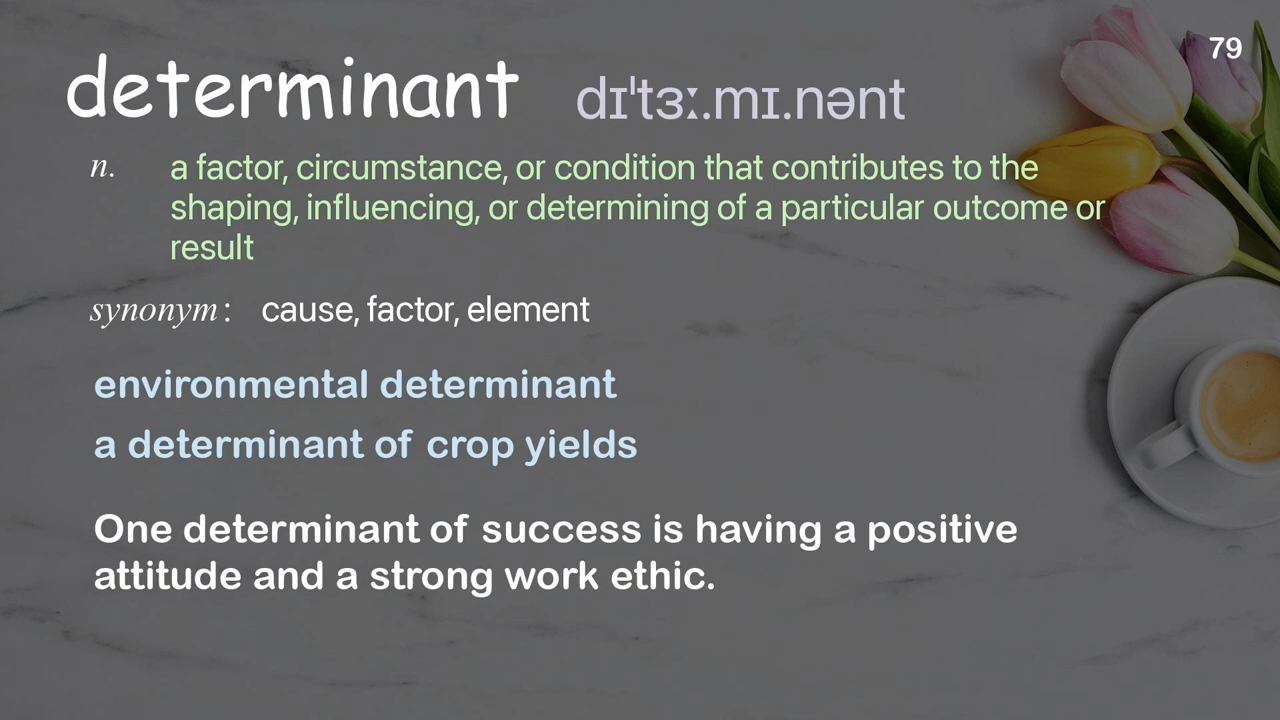 79
determinant dɪˈtɜː.mɪ.nənt
n. a factor, circumstance, or condition that contributes to the
shaping, influencing, or determining of a particular outcome or
result
synonym: cause, factor, element
environmental determinant
a determinant of crop yields
One determinant of success is having a positive
attitude and a strong work ethic.